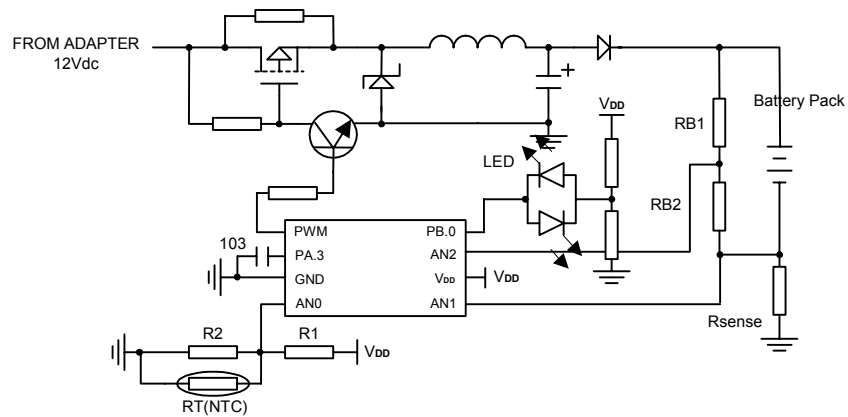 FROM ADAPTER
12Vdc
Battery Pack
VDD
RB1
LED
RB2
PWM
PB.0
103
PA.3
AN2
GND
VDD
VDD
AN0
AN1
Rsense
R2
R1
VDD
RT(NTC)
+